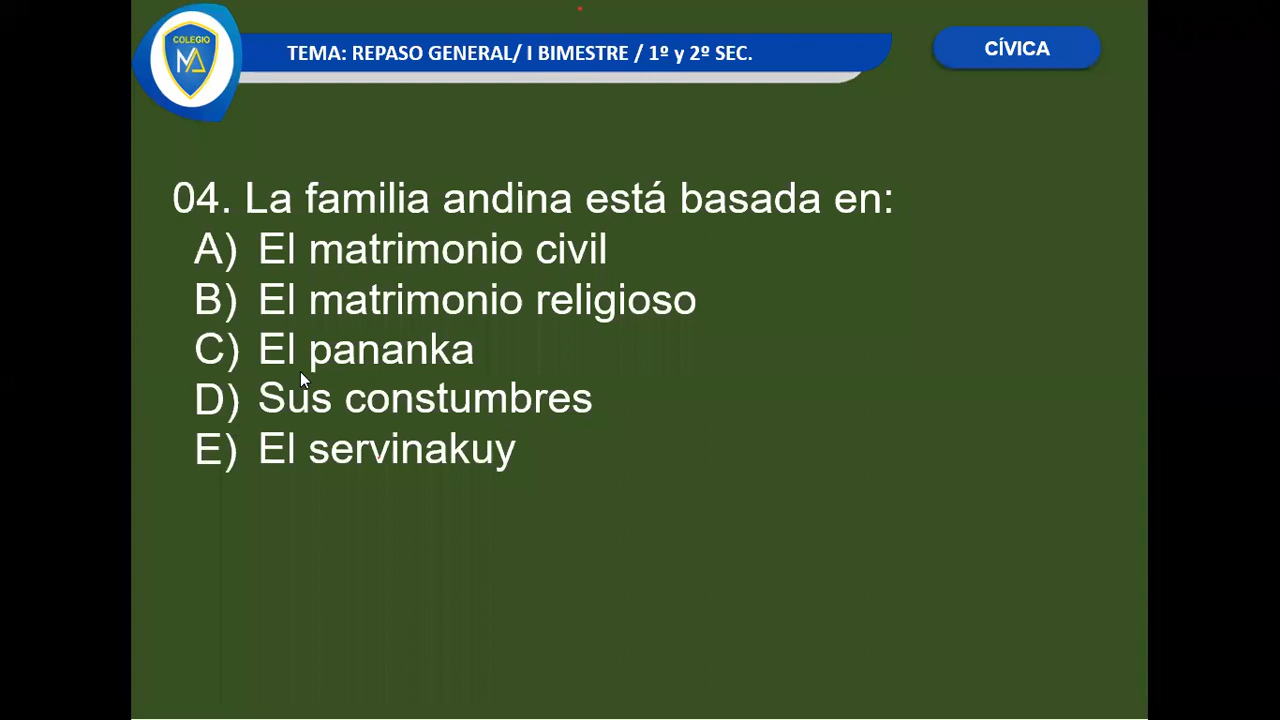 COLEGIO
MA
TEMA: REPASO GENERAL/ I BIMESTRE / 1º y 2º SEC.
CÍVICA
04. La familia andina está basada en:
A) El matrimonio civil
B) El matrimonio religioso
C) El pananka
D) Sus constumbres
E) El servinakuy